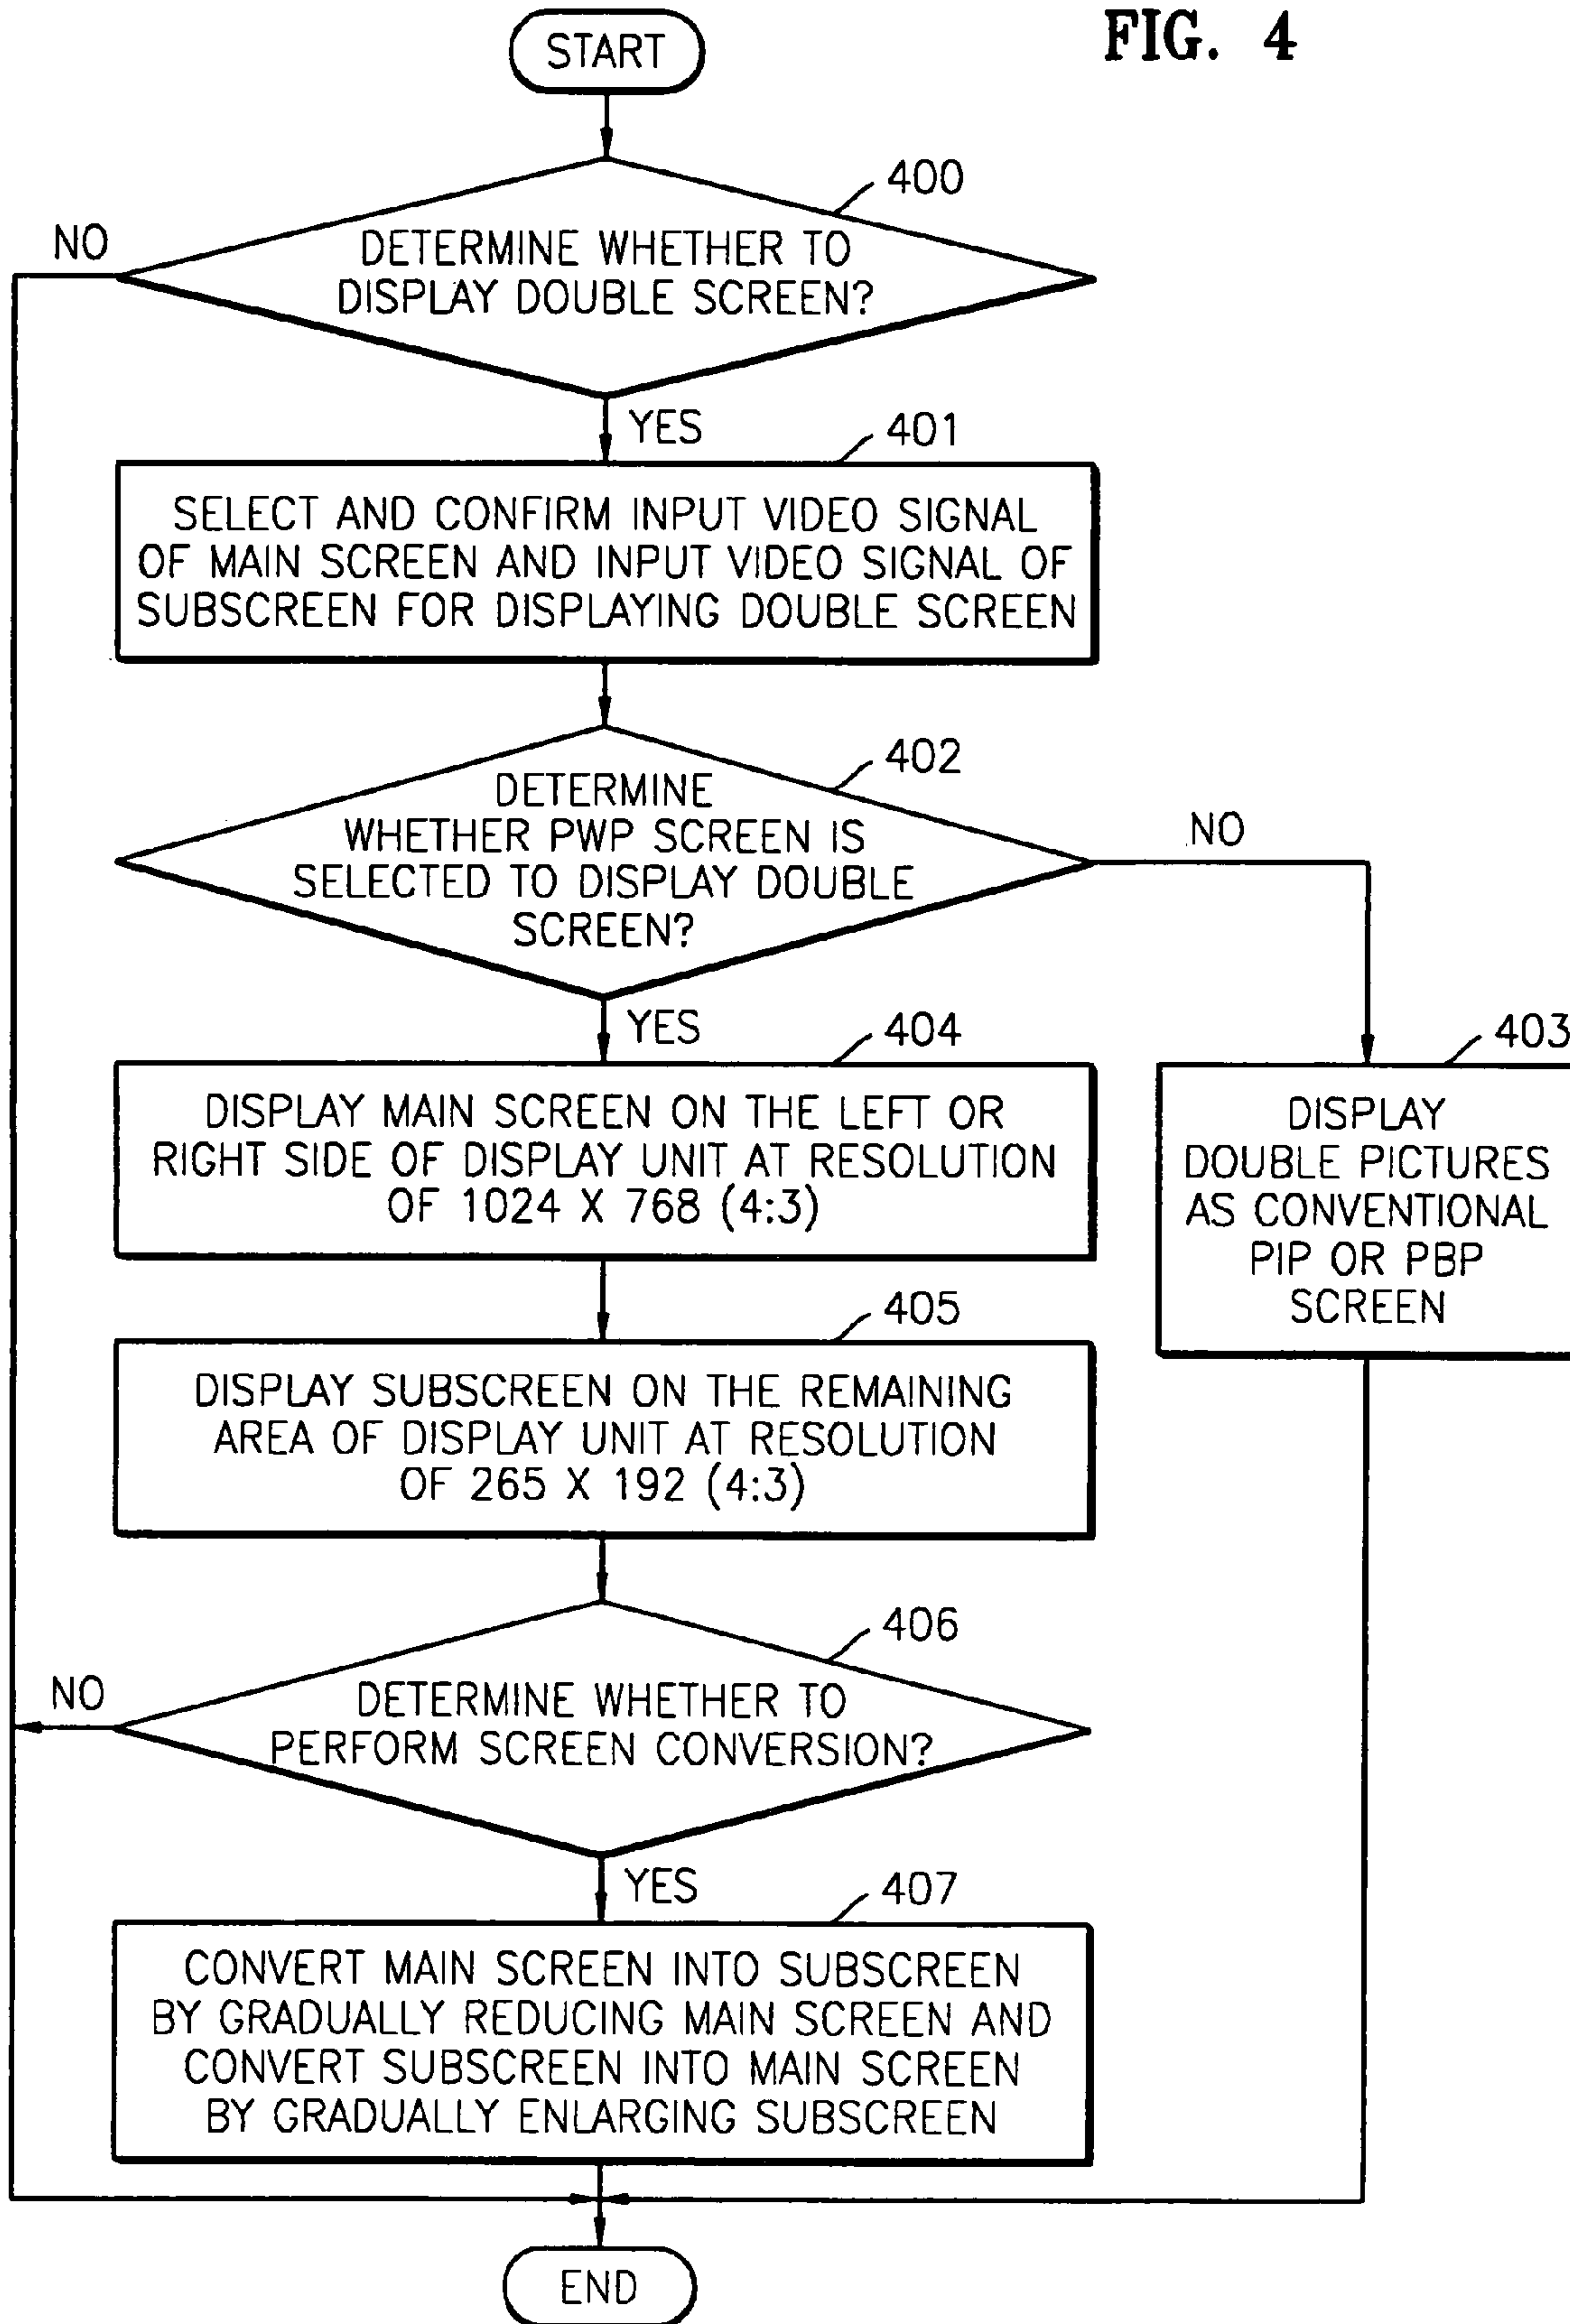 FIG. 4
START
400
NO
DETERMINE WHETHER TO
DISPLAY DOUBLE SCREEN?
YES
401
SELECT AND CONFIRM INPUT VIDEO SIGNAL
OF MAIN SCREEN AND INPUT VIDEO SIGNAL OF
SUBSCREEN FOR DISPLAYING DOUBLE SCREEN
402
DETERMINE
WHETHER PWP SCREEN IS
SELECTED TO DISPLAY DOUBLE
SCREEN?
NO
YES
404
403
DISPLAY MAIN SCREEN ON THE LEFT OR
RIGHT SIDE OF DISPLAY UNIT AT RESOLUTION
OF 1024 X 768 (4:3)
DISPLAY
DOUBLE PICTURES
AS CONVENTIONAL
PIP OR PBP
SCREEN
405
DISPLAY SUBSCREEN ON THE REMAINING
AREA OF DISPLAY UNIT AT RESOLUTION
OF 265 X 192 (4:3)
406
NO
DETERMINE WHETHER TO
PERFORM SCREEN CONVERSION?
YES
407
CONVERT MAIN SCREEN INTO SUBSCREEN
BY GRADUALLY REDUCING MAIN SCREEN AND
CONVERT SUBSCREEN INTO MAIN SCREEN
BY GRADUALLY ENLARGING SUBSCREEN
END